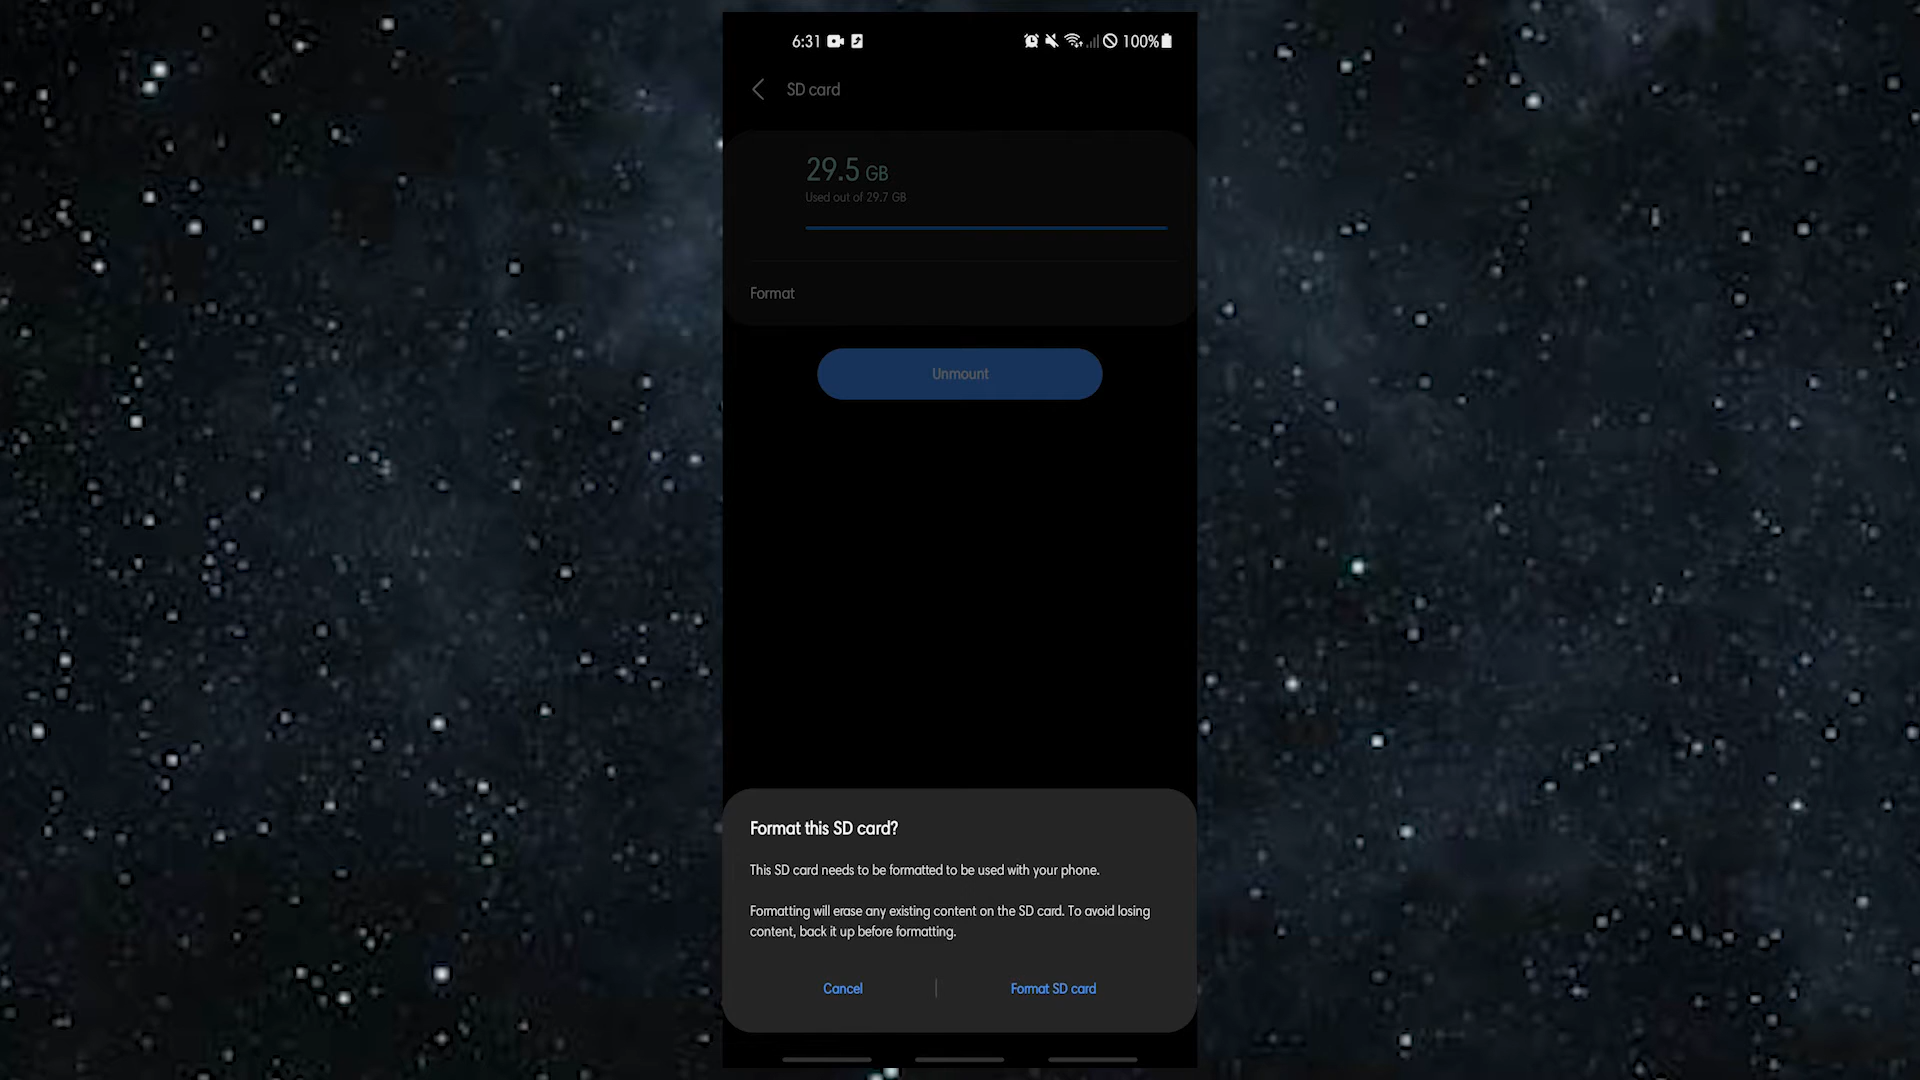 6:31 100%
SD card
29.5 GB
Used out of 29.7 GB
Format
Unmount
Format this SD card?
This SD card needs to be formatted to be used with your phone.
Formatting will erase any existing content on the SD card. To avoid losing
content, back it up before formatting.
Cancel
Format SD card